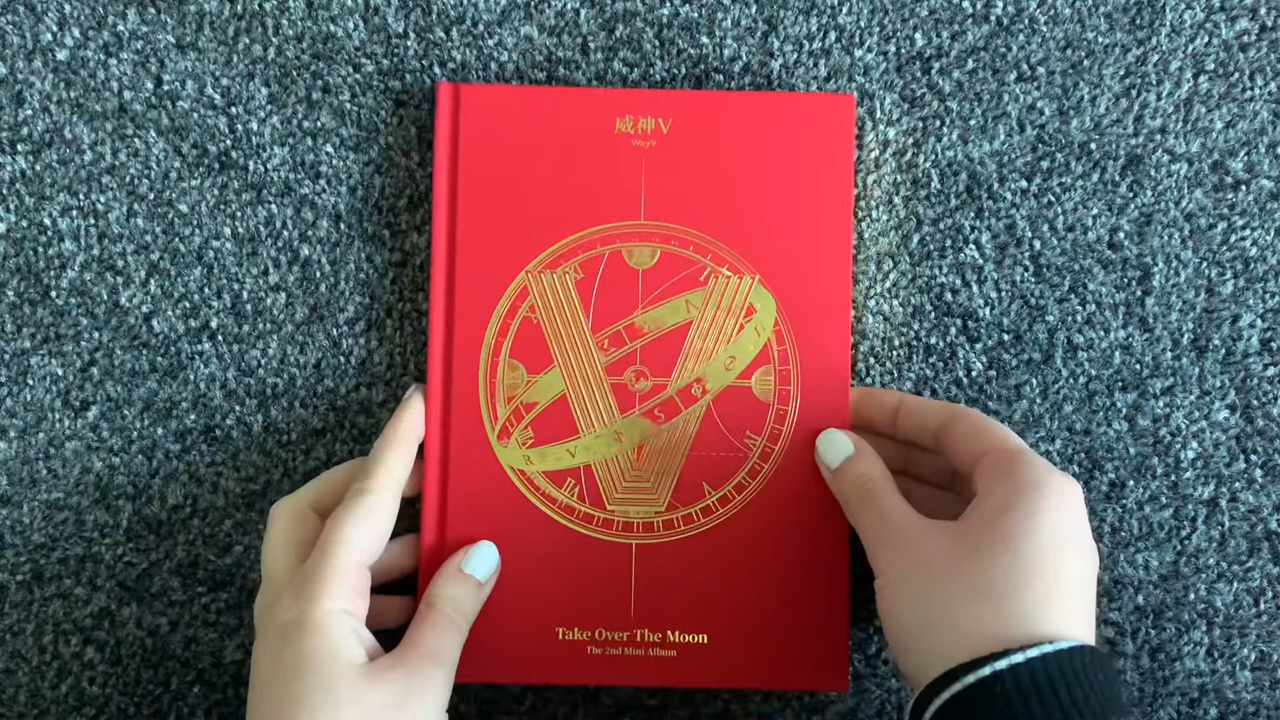 威神V
WayV
Take Over The Moon
The 2nd Mini Album